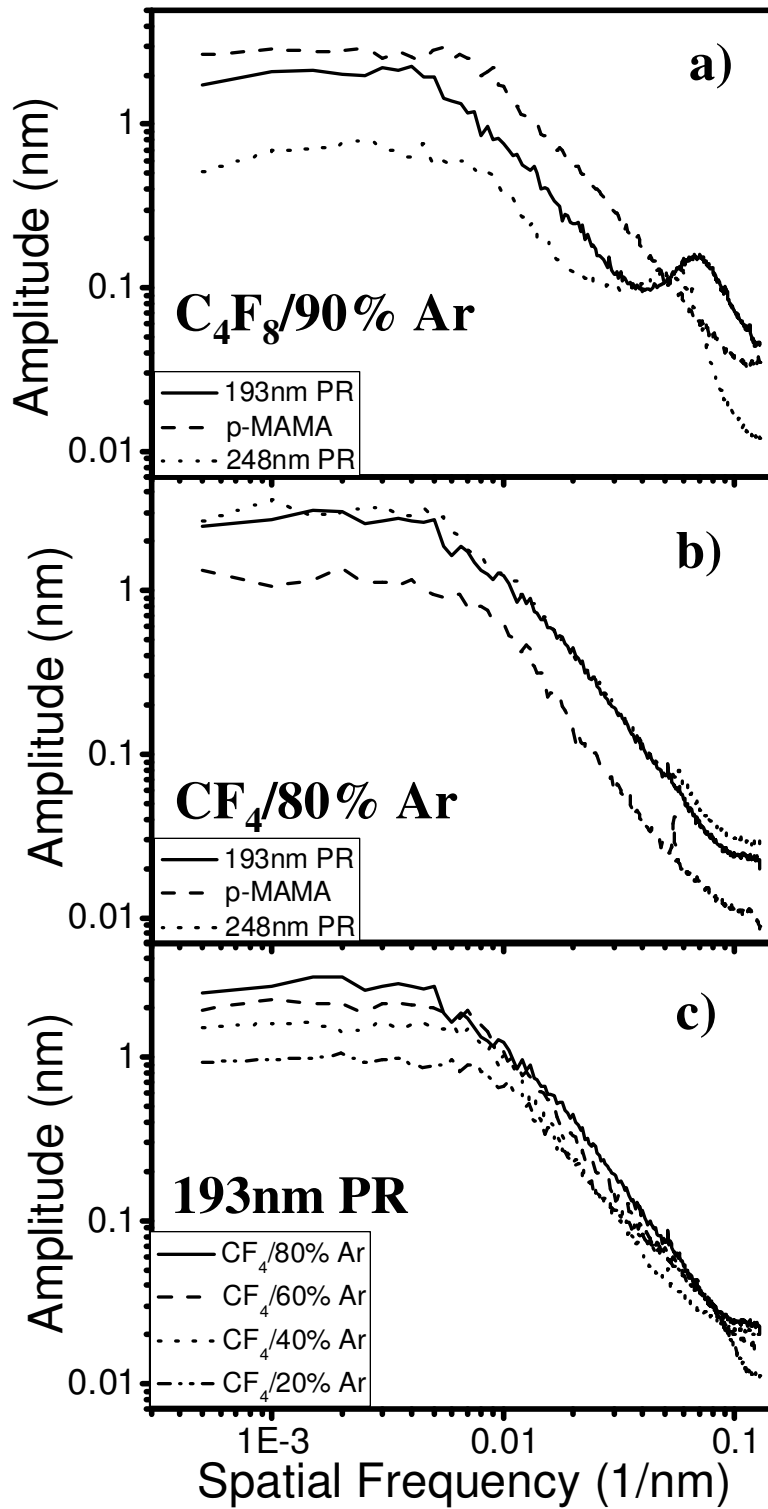 a)
Amplitude (nm)
1
0.1
0.01
C₄F₈/90% Ar
193nm PR
p-MAMA
248nm PR
b)
Amplitude (nm)
1
0.1
0.01
CF₄/80% Ar
193nm PR
p-MAMA
248nm PR
c)
Amplitude (nm)
1
0.1
0.01
193nm PR
CF₄/80% Ar
CF₄/60% Ar
CF₄/40% Ar
CF₄/20% Ar
1E-3 0.01 0.1
Spatial Frequency (1/nm)